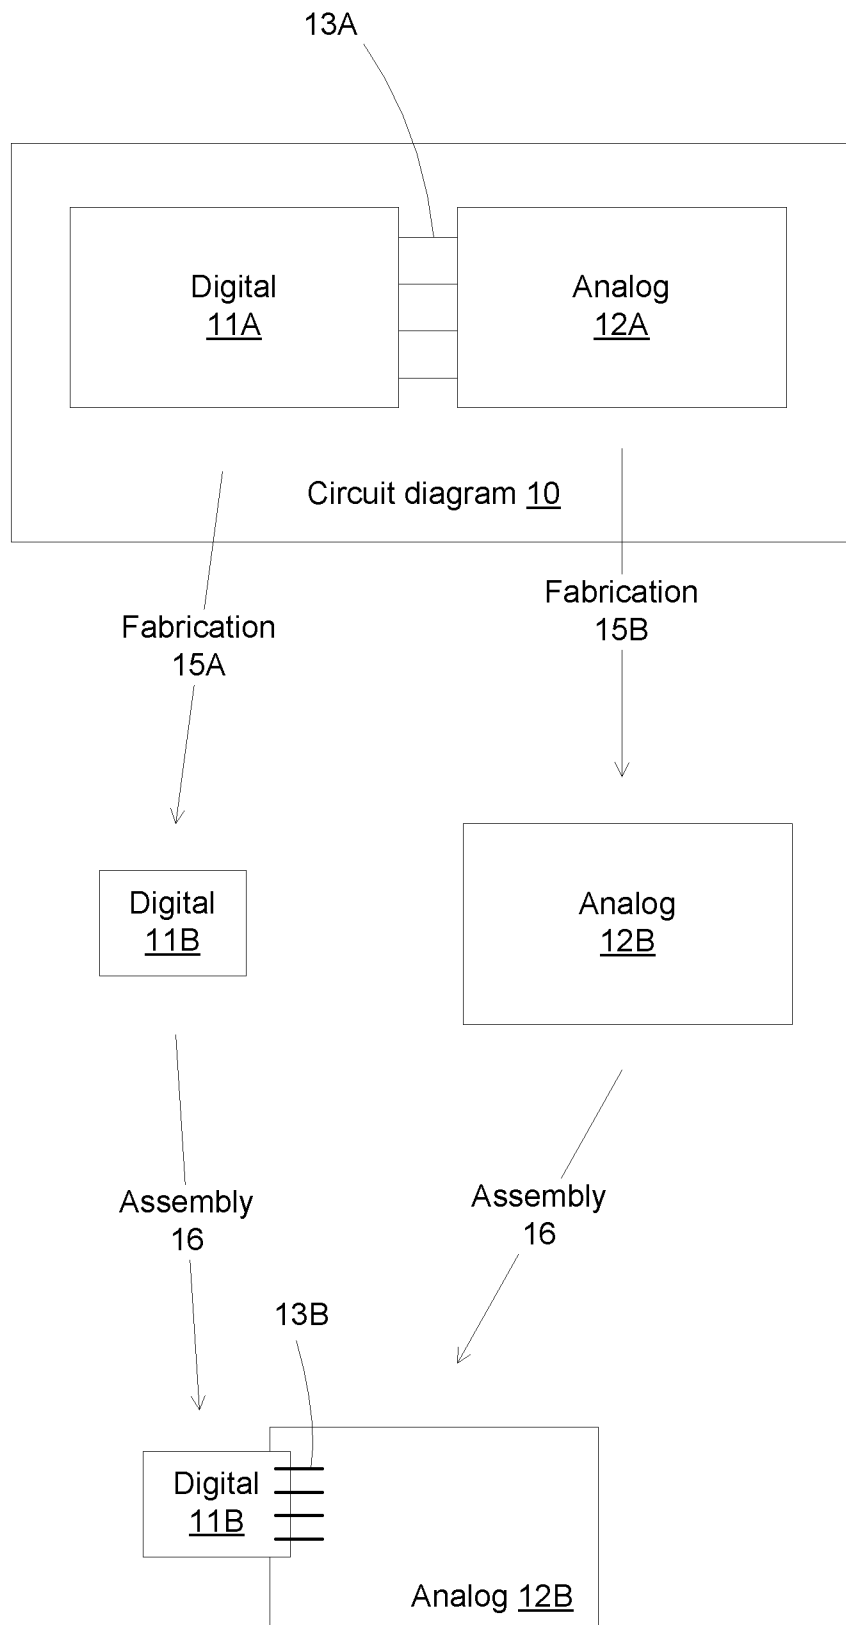 13A
Digital
11A
Analog
12A
Circuit diagram 10
Fabrication
15A
Fabrication
15B
Digital
11B
Analog
12B
Assembly
16
Assembly
16
13B
Digital
11B
Analog 12B